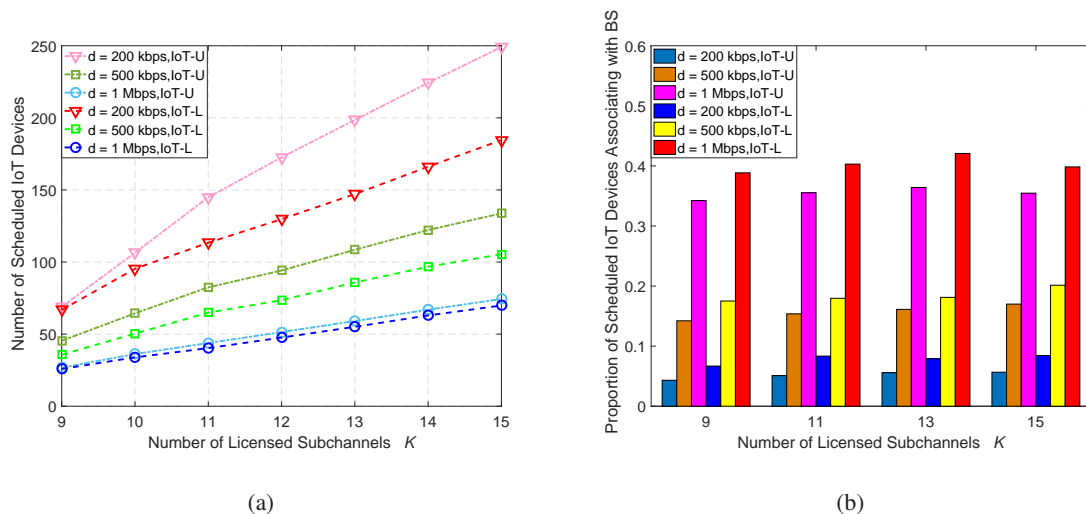 250
200
150
100
50
0
Number of Scheduled IoT Devices
d = 200 kbps,IoT-U
d = 500 kbps,IoT-U
d = 1 Mbps,IoT-U
d = 200 kbps,IoT-L
d = 500 kbps,IoT-L
d = 1 Mbps,IoT-L
9 10 11 12 13 14 15
Number of Licensed Subchannels K
(a)
0.6
0.5
0.4
0.3
0.2
0.1
0
Proportion of Scheduled IoT Devices Associating with BS
d = 200 kbps,IoT-U
d = 500 kbps,IoT-U
d = 1 Mbps,IoT-U
d = 200 kbps,IoT-L
d = 500 kbps,IoT-L
d = 1 Mbps,IoT-L
9 11 13 15
Number of Licensed Subchannels K
(b)